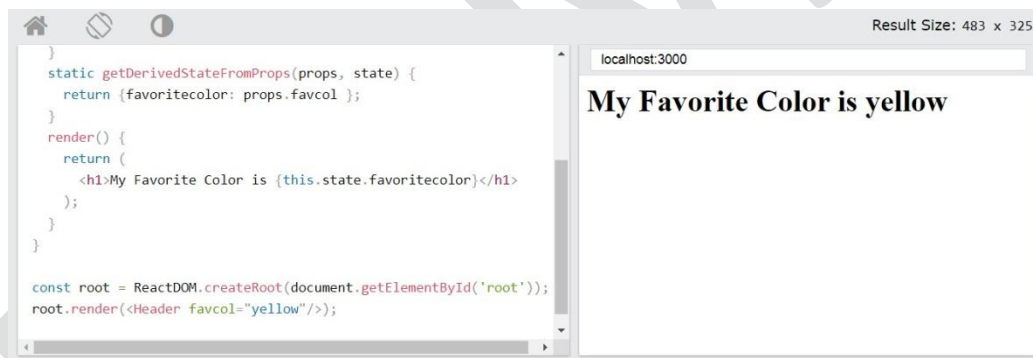 Result Size: 483 x 325
}
static getDerivedStateFromProps(props, state) {
return {favoritecolor: props.favcol };
}
render() {
return (
<h1>My Favorite Color is {this.state.favoritecolor}</h1>
);
}
}
const root = ReactDOM.createRoot(document.getElementById('root'));
root.render(<Header favcol="yellow"/>);
localhost:3000
My Favorite Color is yellow